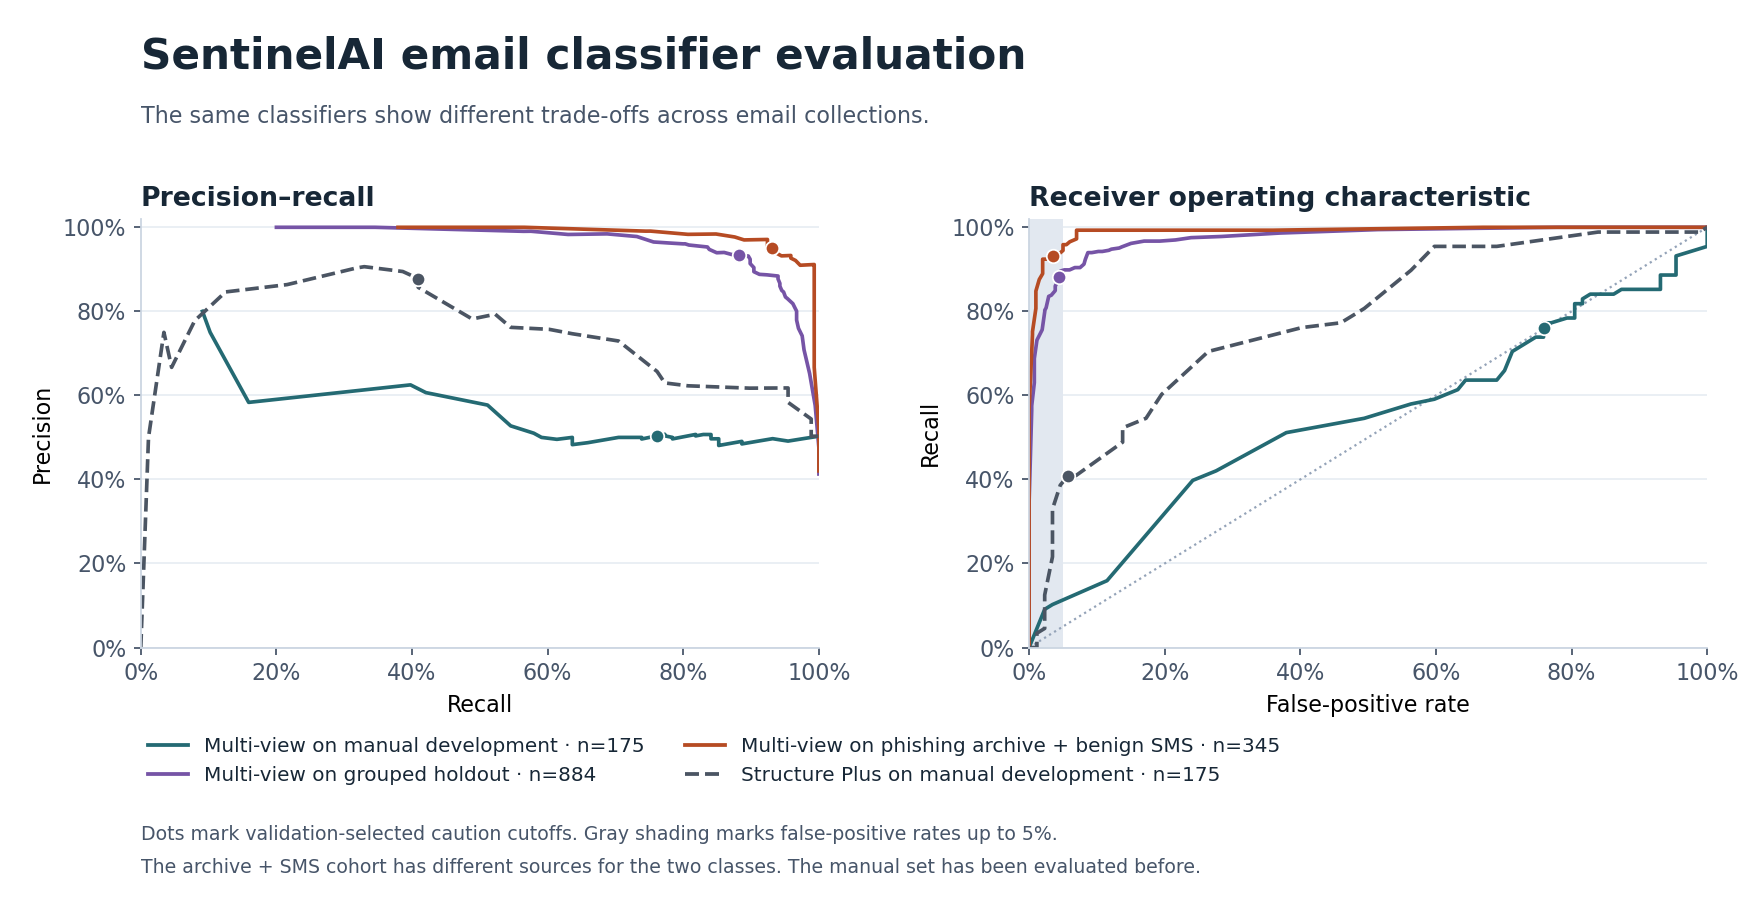 SentinelAI email classifier evaluation
The same classifiers show different trade-offs across email collections.
Precision–recall
100%
80%
60%
40%
20%
0%
Precision
0% 20% 40% 60% 80% 100%
Recall
Receiver operating characteristic
100%
80%
60%
40%
20%
0%
Recall
0% 20% 40% 60% 80% 100%
False-positive rate
Multi-view on manual development · n=175
Multi-view on grouped holdout · n=884
Multi-view on phishing archive + benign SMS · n=345
Structure Plus on manual development · n=175
Dots mark validation-selected caution cutoffs. Gray shading marks false-positive rates up to 5%.
The archive + SMS cohort has different sources for the two classes. The manual set has been evaluated before.